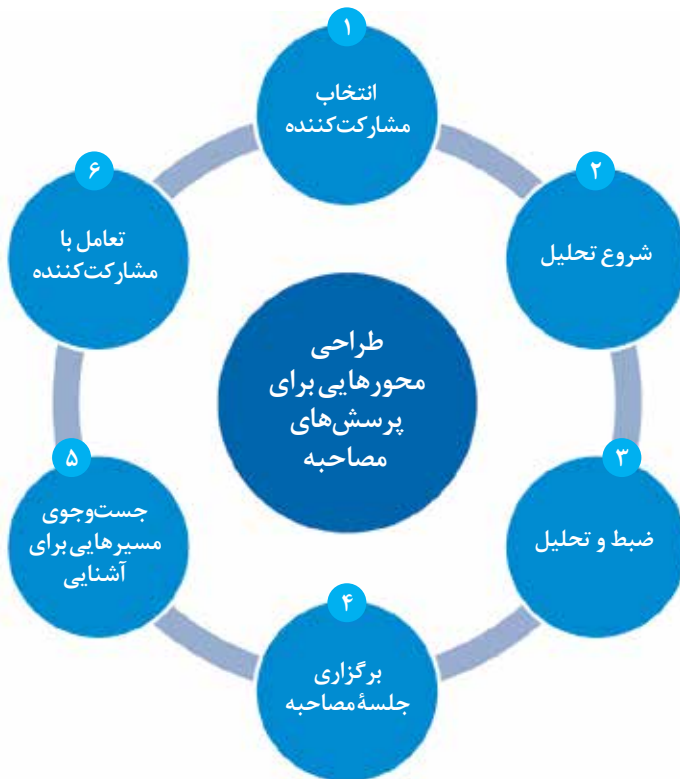 ۱
انتخاب
مشارکت‌کننده
۲
شروع تحلیل
۳
ضبط و تحلیل
۴
برگزاری
جلسهٔ مصاحبه
۵
جست‌وجوی
مسیرهایی برای
آشنایی
۶
تعامل با
مشارکت‌کننده
طراحی
محورهایی برای
پرسش‌های
مصاحبه